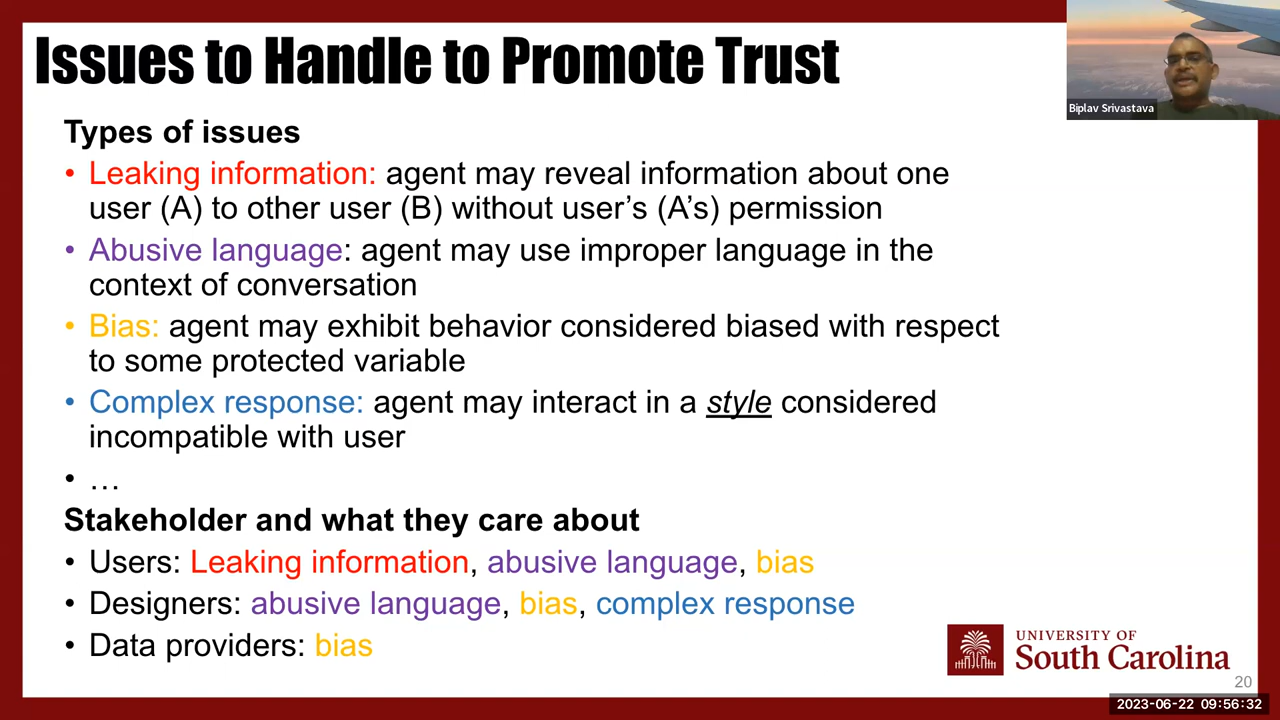 Issues to Handle to Promote Trust
Biplav Srivastava
Types of issues
• Leaking information: agent may reveal information about one
user (A) to other user (B) without user’s (A’s) permission
• Abusive language: agent may use improper language in the
context of conversation
• Bias: agent may exhibit behavior considered biased with respect
to some protected variable
• Complex response: agent may interact in a style considered
incompatible with user
• …
Stakeholder and what they care about
• Users: Leaking information, abusive language, bias
• Designers: abusive language, bias, complex response
• Data providers: bias
UNIVERSITY OF
South Carolina
20
2023-06-22 09:56:32